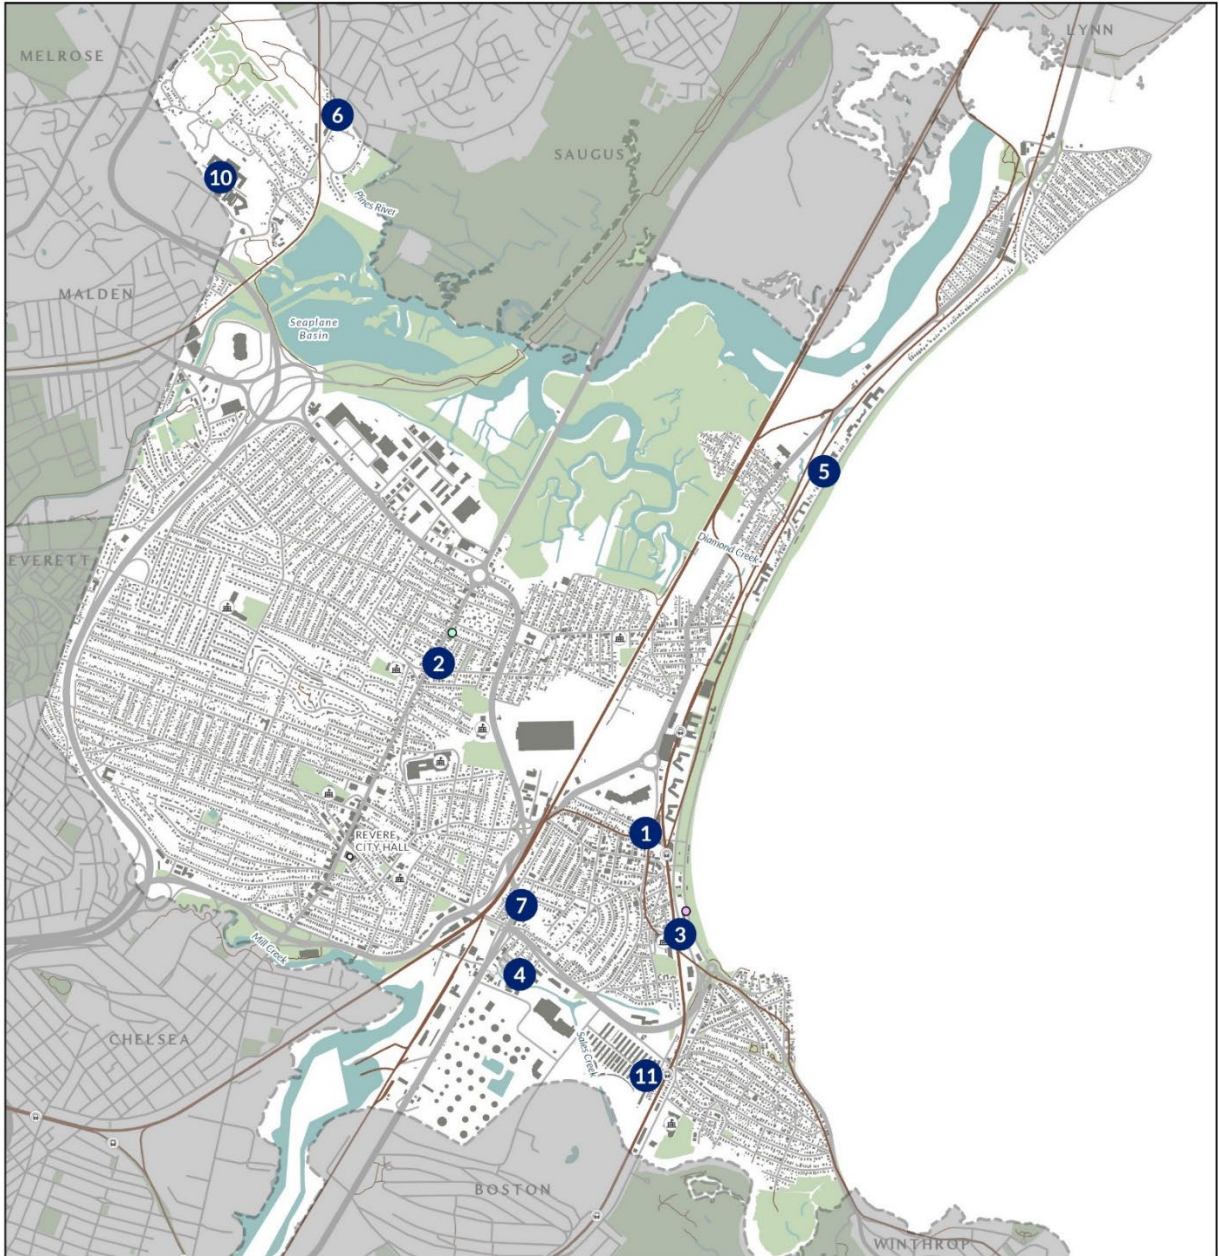 LYNN
MELROSE
6
SAUGUS
10
Pines River
MALDEN
Seaplane
Basin
5
Diamond Creek
EVERETT
2
1
REVERE
CITY HALL
7
3
Mill Creek
4
CHELSEA
Sales Creek
11
BOSTON
WINTHROP